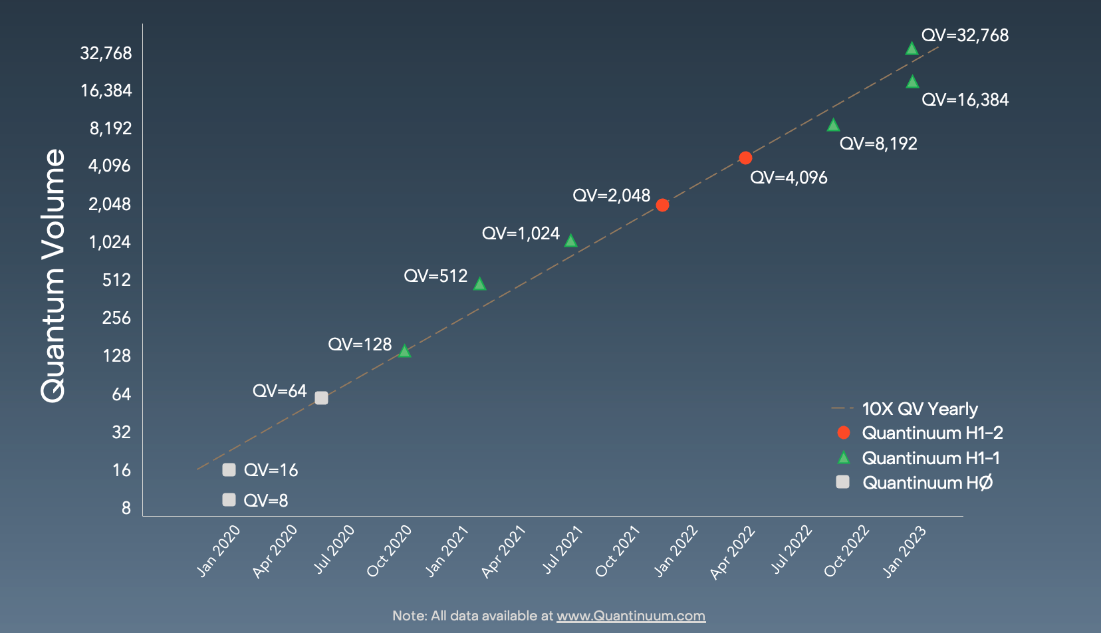 QV=32,768
32,768
16,384
QV=16,384
8,192
QV=8,192
4,096
QV=4,096
QV=2,048
2,048
QV=1,024
1,024
QV=512
512
256
QV=128
128
QV=64
64
32
16
QV=16
QV=8
8
Quantum Volume
10X QV Yearly
Quantinuum H1-2
Quantinuum H1-1
Quantinuum HØ
Jan 2020
Apr 2020
Jul 2020
Oct 2020
Jan 2021
Apr 2021
Jul 2021
Oct 2021
Jan 2022
Apr 2022
Jul 2022
Oct 2022
Jan 2023
Note: All data available at www.Quantinuum.com